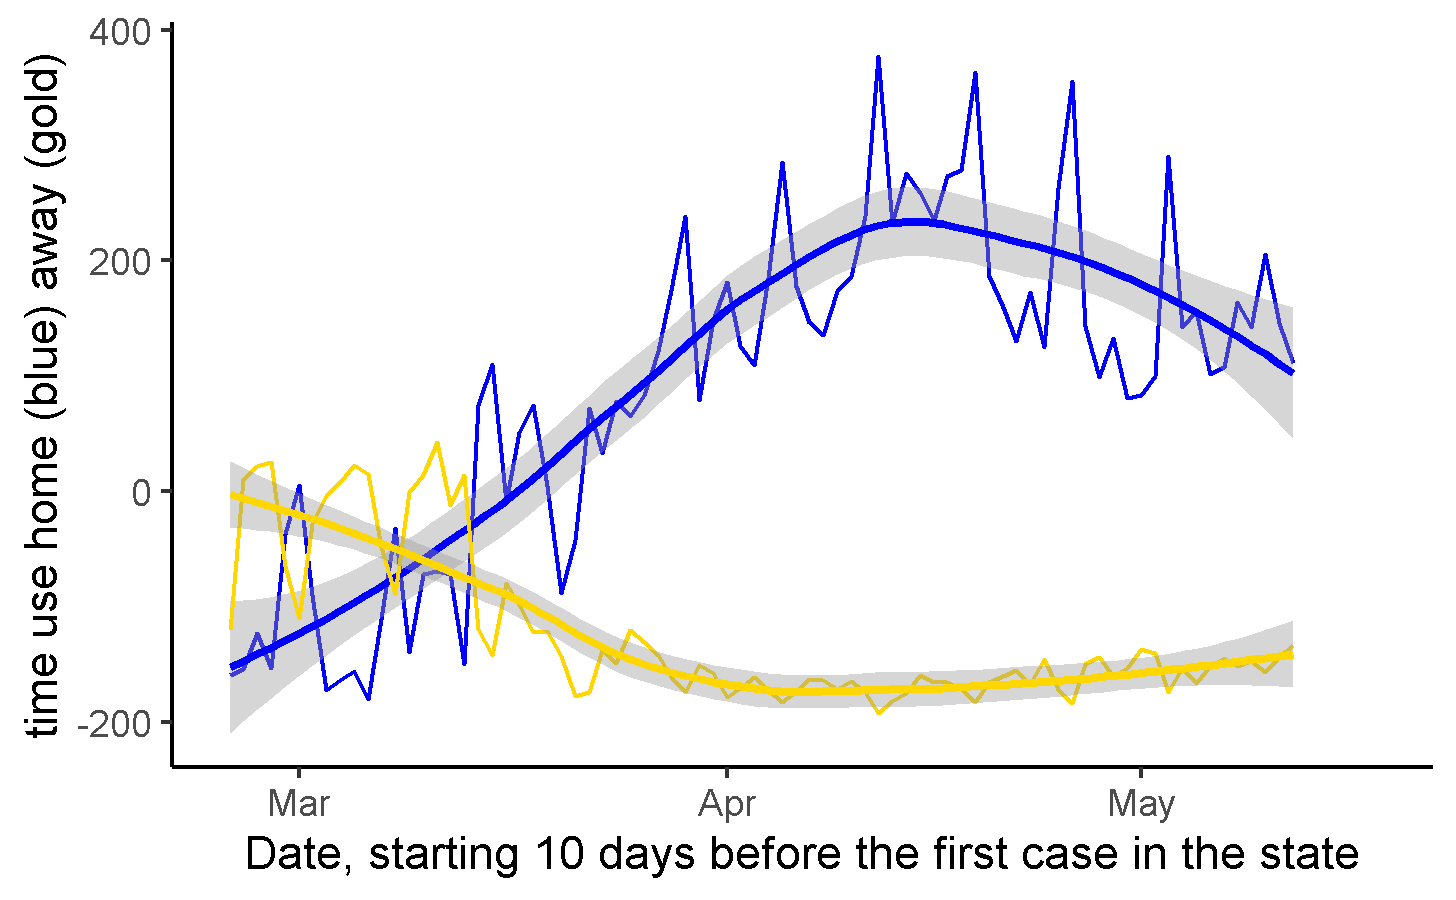 time use home (blue) away (gold)
400
200
0
-200
Mar Apr May
Date, starting 10 days before the first case in the state